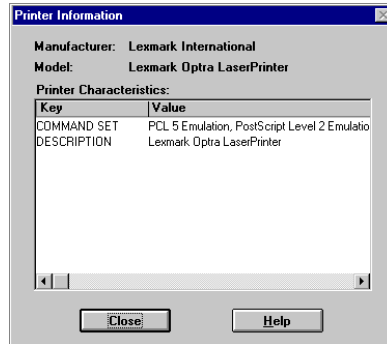 Printer Information
Manufacturer: Lexmark International
Model: Lexmark Optra LaserPrinter
Printer Characteristics:
Key Value
COMMAND SET PCL 5 Emulation, PostScript Level 2 Emulatio
DESCRIPTION Lexmark Optra LaserPrinter
Close Help